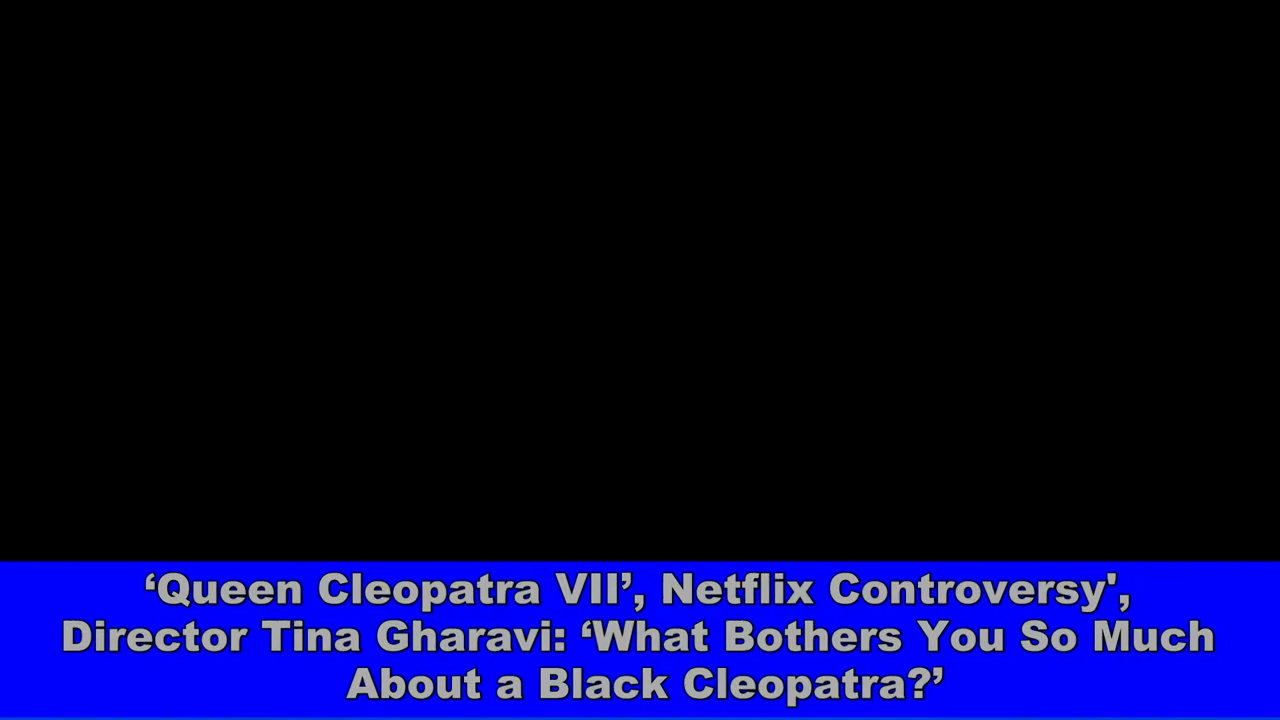 ‘Queen Cleopatra VII’, Netflix Controversy',
Director Tina Gharavi: ‘What Bothers You So Much
About a Black Cleopatra?’